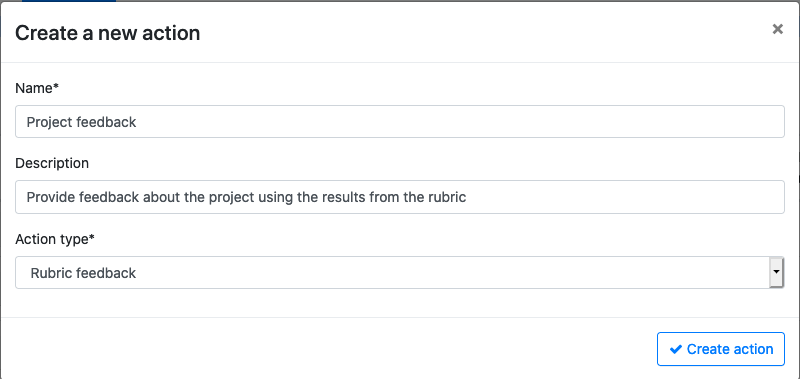 Create a new action
×
Name*
Project feedback
Description
Provide feedback about the project using the results from the rubric
Action type*
Rubric feedback
Create action